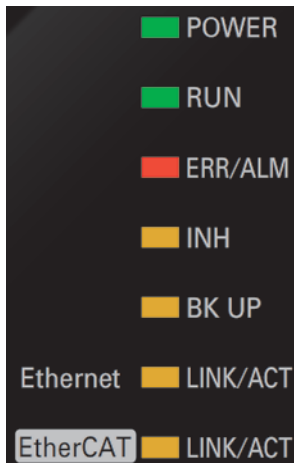 POWER
RUN
ERR/ALM
INH
BK UP
Ethernet LINK/ACT
EtherCAT LINK/ACT